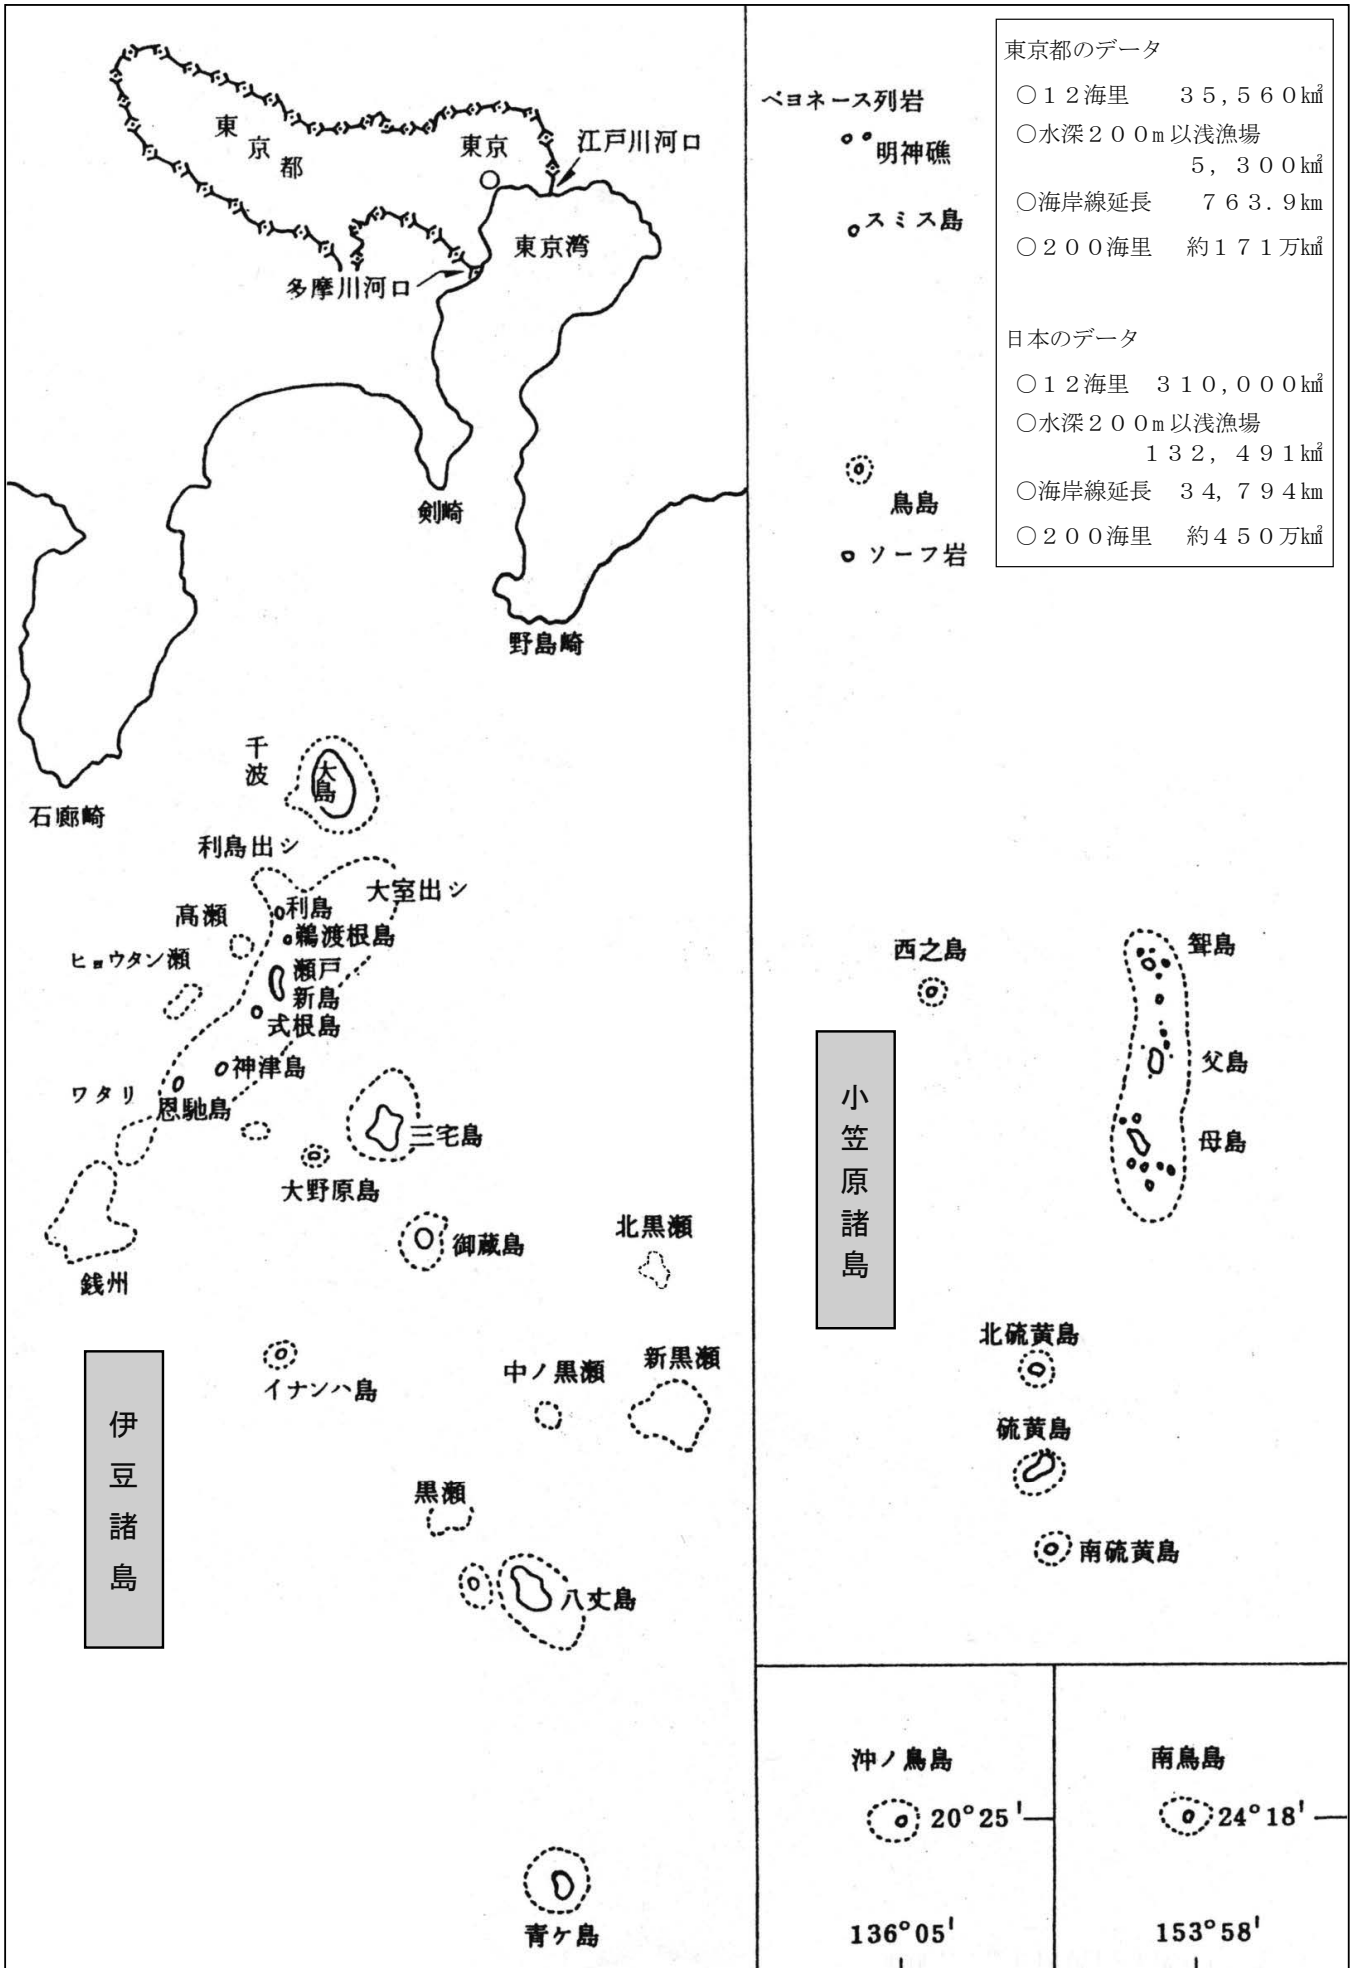 東京都
東京
江戸川河口
東京湾
多摩川河口
剣崎
野島崎
石廊崎
千波
大島
利島出シ
大室出シ
高瀬
利島
鵜渡根島
ヒョウタン瀬
瀬戸
新島
式根島
神津島
ワタリ
恩馳島
三宅島
大野原島
御蔵島
北黒瀬
銭州
イナンハ島
中ノ黒瀬
新黒瀬
伊豆諸島
黒瀬
八丈島
青ケ島
ベヨネース列岩
明神礁
スミス島
鳥島
ソーフ岩
東京都のデータ
○12海里 35,560㎢
○水深200m以浅漁場
5,300㎢
○海岸線延長 763.9km
○200海里 約171万㎢
日本のデータ
○12海里 310,000㎢
○水深200m以浅漁場
132,491㎢
○海岸線延長 34,794km
○200海里 約450万㎢
西之島
聟島
父島
母島
小笠原諸島
北硫黄島
硫黄島
南硫黄島
沖ノ鳥島
20°25'
136°05'
南鳥島
24°18'
153°58'